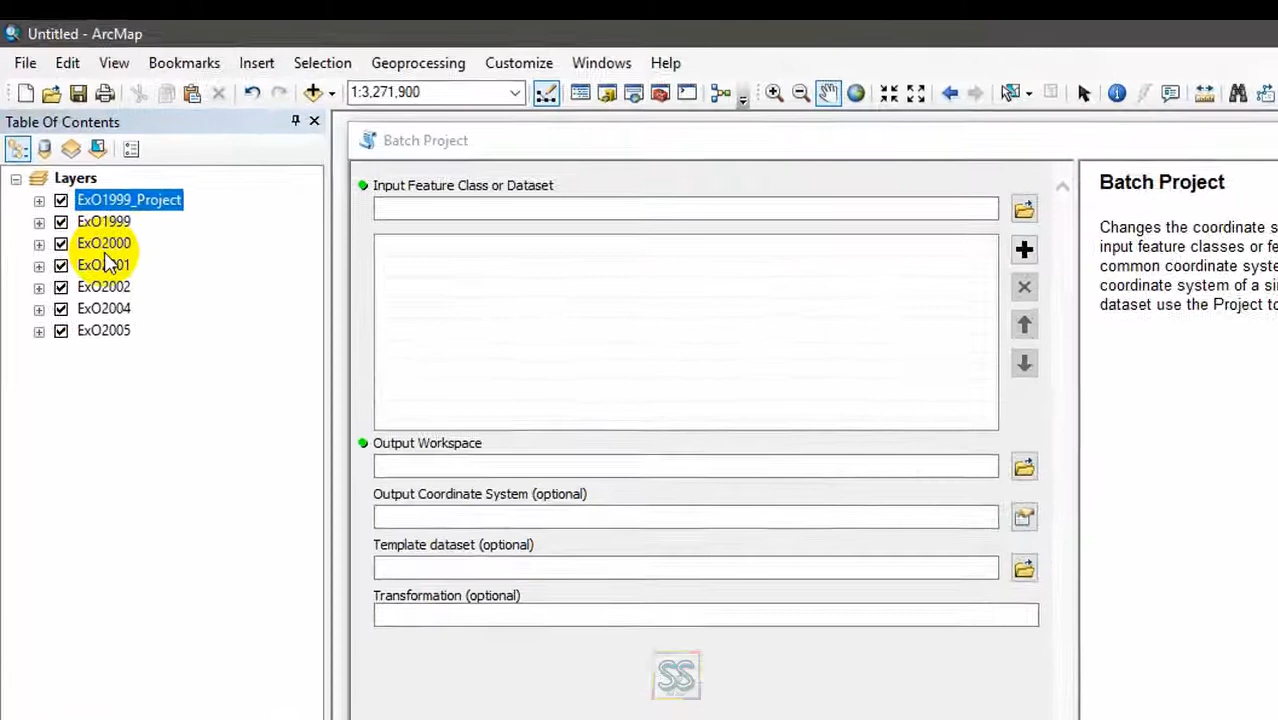 Untitled - ArcMap
File Edit View Bookmarks Insert Selection Geoprocessing Customize Windows Help
1:3,271,900
Table Of Contents
Layers
ExO1999_Project
ExO1999
ExO2000
ExO2001
ExO2002
ExO2004
ExO2005
Batch Project
Input Feature Class or Dataset
Output Workspace
Output Coordinate System (optional)
Template dataset (optional)
Transformation (optional)
SS
Batch Project
Changes the coordinate s
input feature classes or fe
common coordinate syste
coordinate system of a si
dataset use the Project to